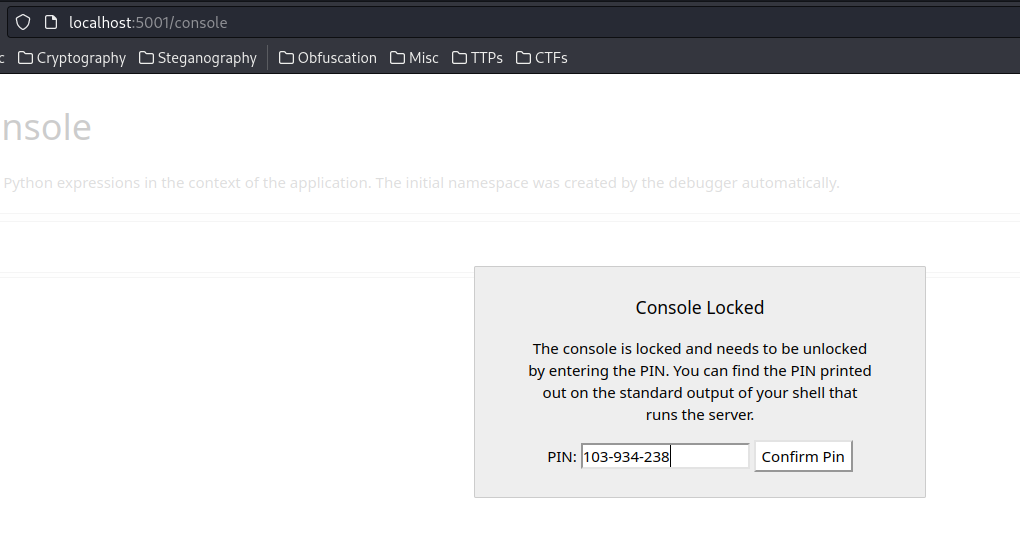 localhost:5001/console
c Cryptography Steganography Obfuscation Misc TTPs CTFs
nsole
Python expressions in the context of the application. The initial namespace was created by the debugger automatically.
Console Locked
The console is locked and needs to be unlocked
by entering the PIN. You can find the PIN printed
out on the standard output of your shell that
runs the server.
PIN: 103-934-238 Confirm Pin